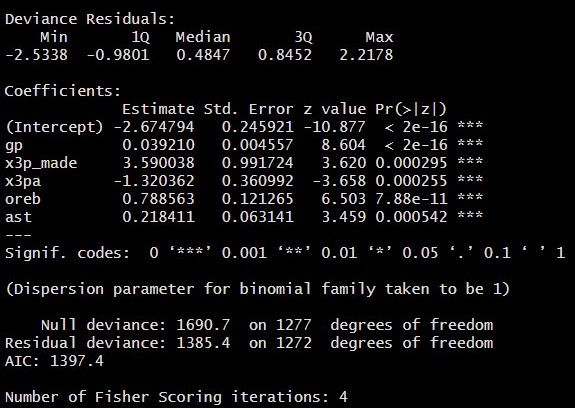 Deviance Residuals:
    Min       1Q   Median       3Q      Max
-2.5338  -0.9801   0.4847   0.8452   2.2178

Coefficients:
             Estimate Std. Error z value Pr(>|z|)
(Intercept) -2.674794   0.245921 -10.877  < 2e-16 ***
gp           0.039210   0.004557   8.604  < 2e-16 ***
x3p_made     3.590038   0.991724   3.620 0.000295 ***
x3pa        -1.320362   0.360992  -3.658 0.000255 ***
oreb         0.788563   0.121265   6.503 7.88e-11 ***
ast          0.218411   0.063141   3.459 0.000542 ***
---
Signif. codes:  0 ‘***’ 0.001 ‘**’ 0.01 ‘*’ 0.05 ‘.’ 0.1 ‘ ’ 1

(Dispersion parameter for binomial family taken to be 1)

    Null deviance: 1690.7  on 1277  degrees of freedom
Residual deviance: 1385.4  on 1272  degrees of freedom
AIC: 1397.4

Number of Fisher Scoring iterations: 4